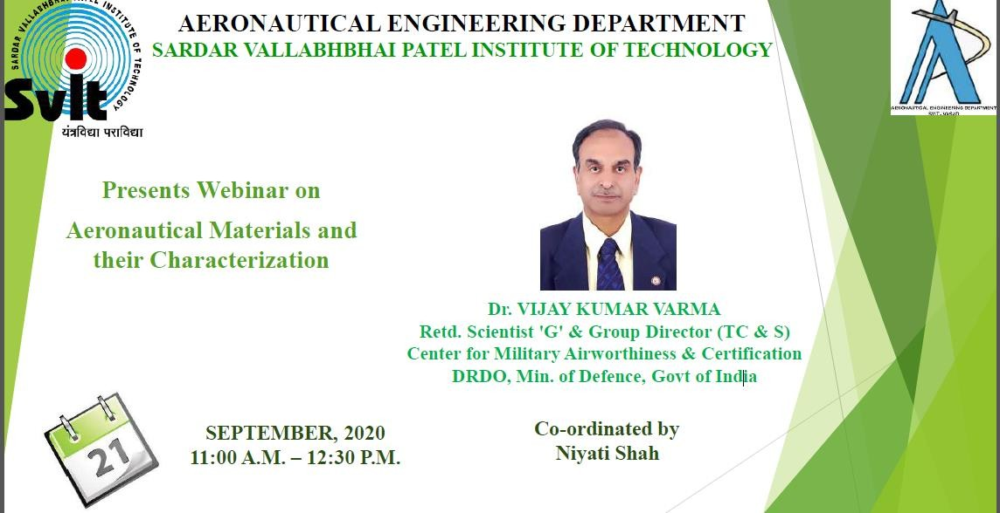 AERONAUTICAL ENGINEERING DEPARTMENT
SARDAR VALLABHBHAI PATEL INSTITUTE OF TECHNOLOGY
SARDAR VALLABHBHAI PATEL INSTITUTE OF TECHNOLOGY
svit
यंत्रविद्या पराविद्या
AERONAUTICAL ENGINEERING DEPARTMENT
SVIT - VASAD
Presents Webinar on
Aeronautical Materials and
their Characterization
Dr. VIJAY KUMAR VARMA
Retd. Scientist 'G' & Group Director (TC & S)
Center for Military Airworthiness & Certification
DRDO, Min. of Defence, Govt of India
21
SEPTEMBER, 2020
11:00 A.M. – 12:30 P.M.
Co-ordinated by
Niyati Shah